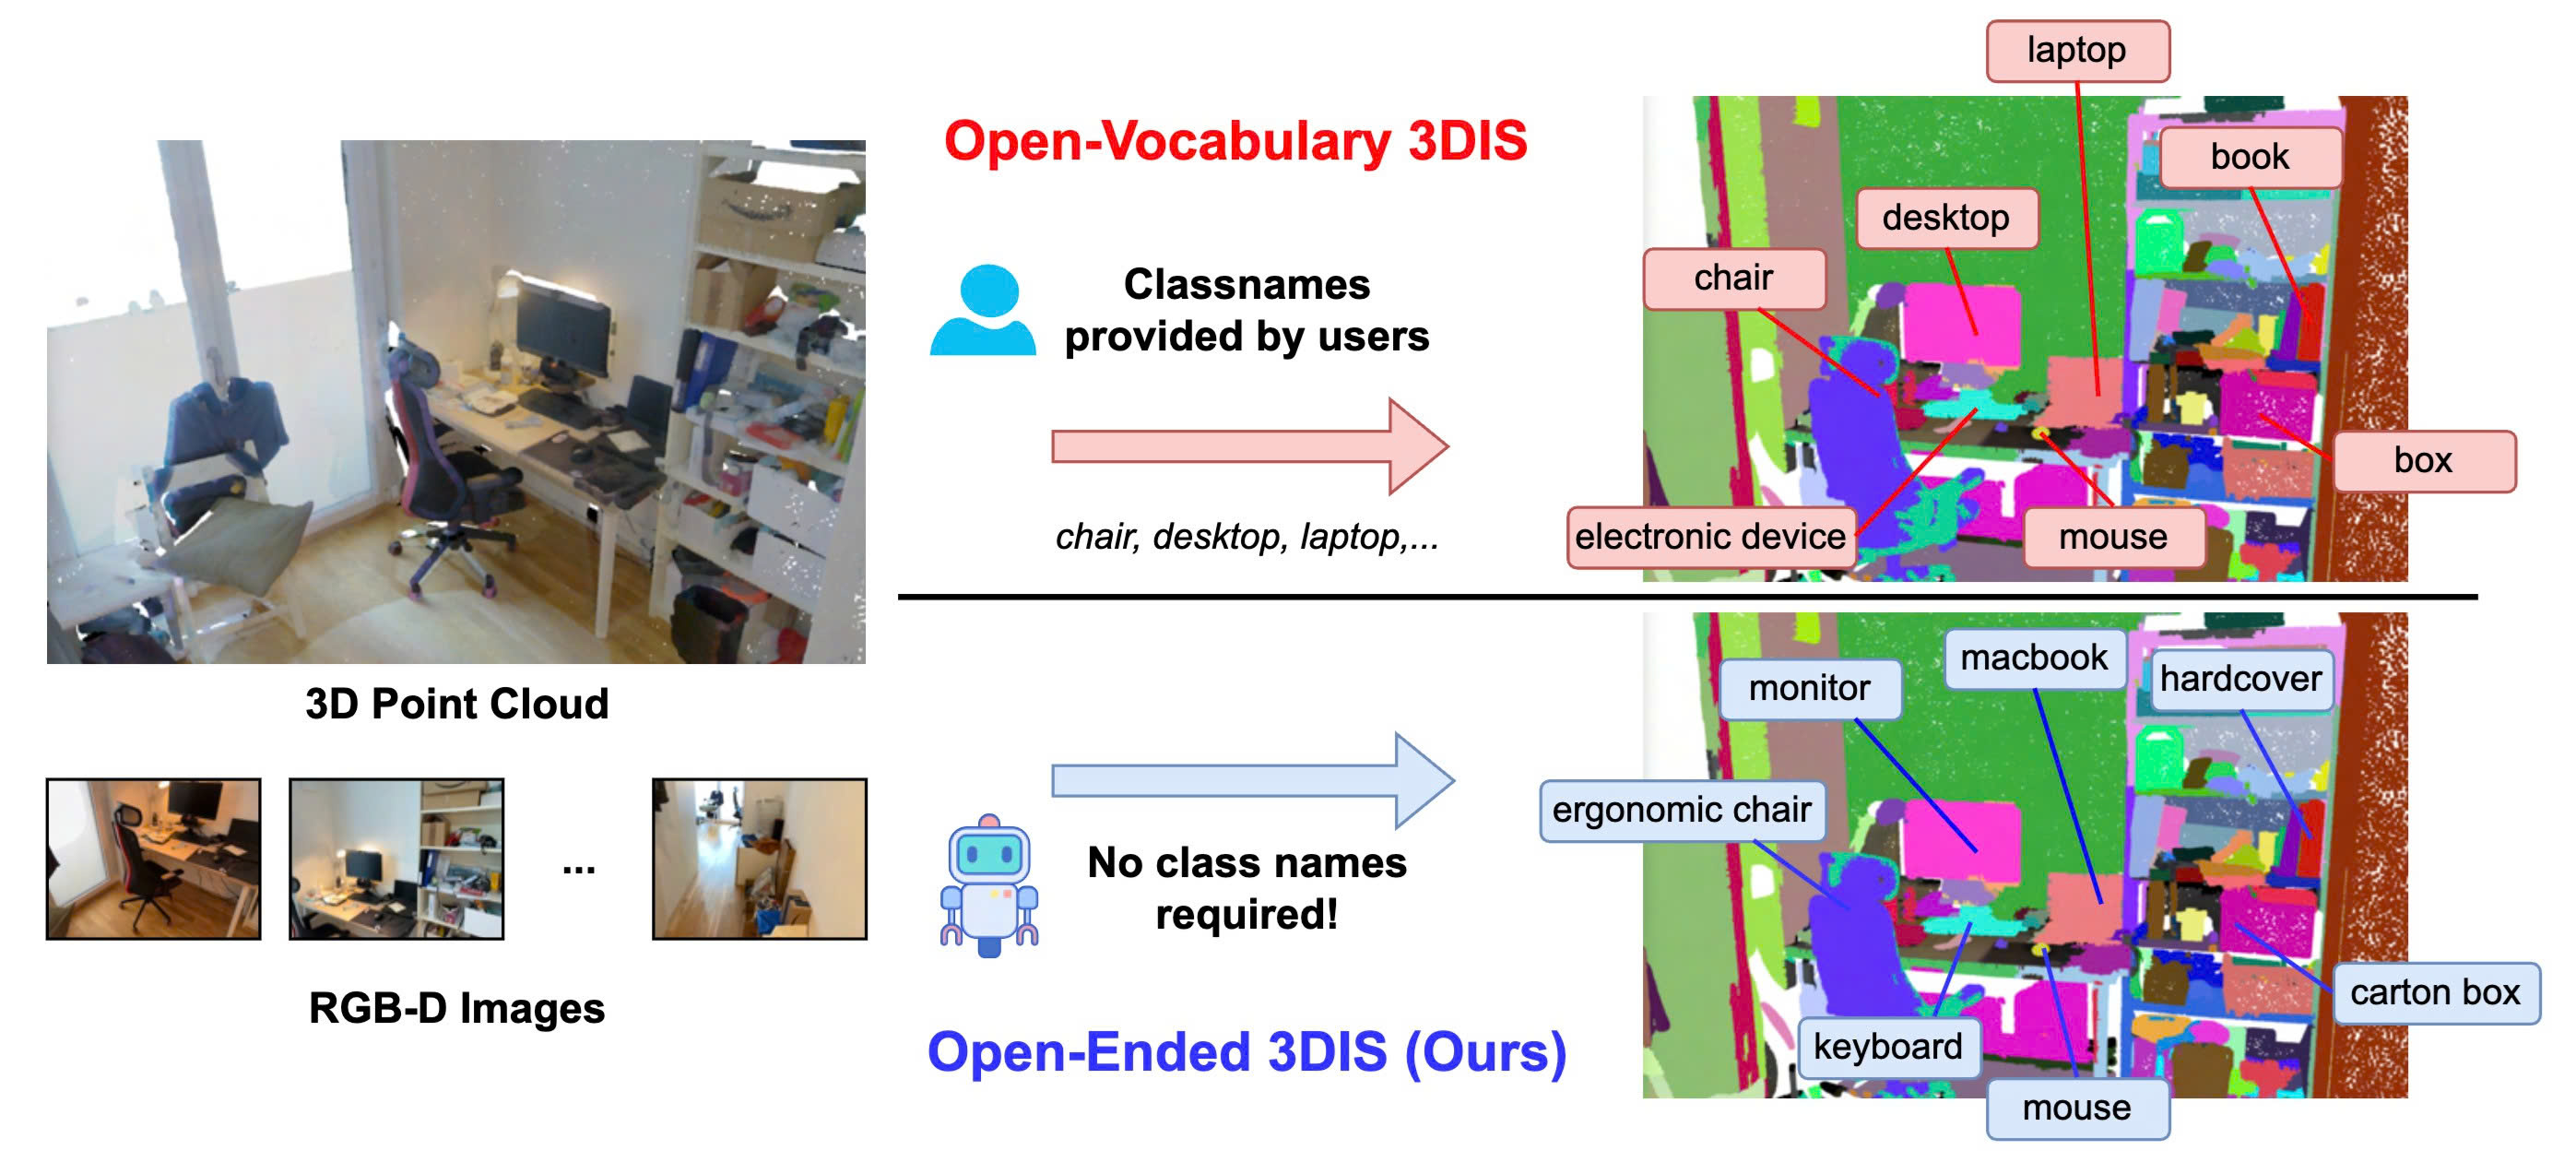 laptop
Open-Vocabulary 3DIS
book
desktop
chair
Classnames
provided by users
box
chair, desktop, laptop,...
electronic device
mouse
3D Point Cloud
macbook
hardcover
monitor
ergonomic chair
...
No class names
required!
carton box
RGB-D Images
Open-Ended 3DIS (Ours)
keyboard
mouse